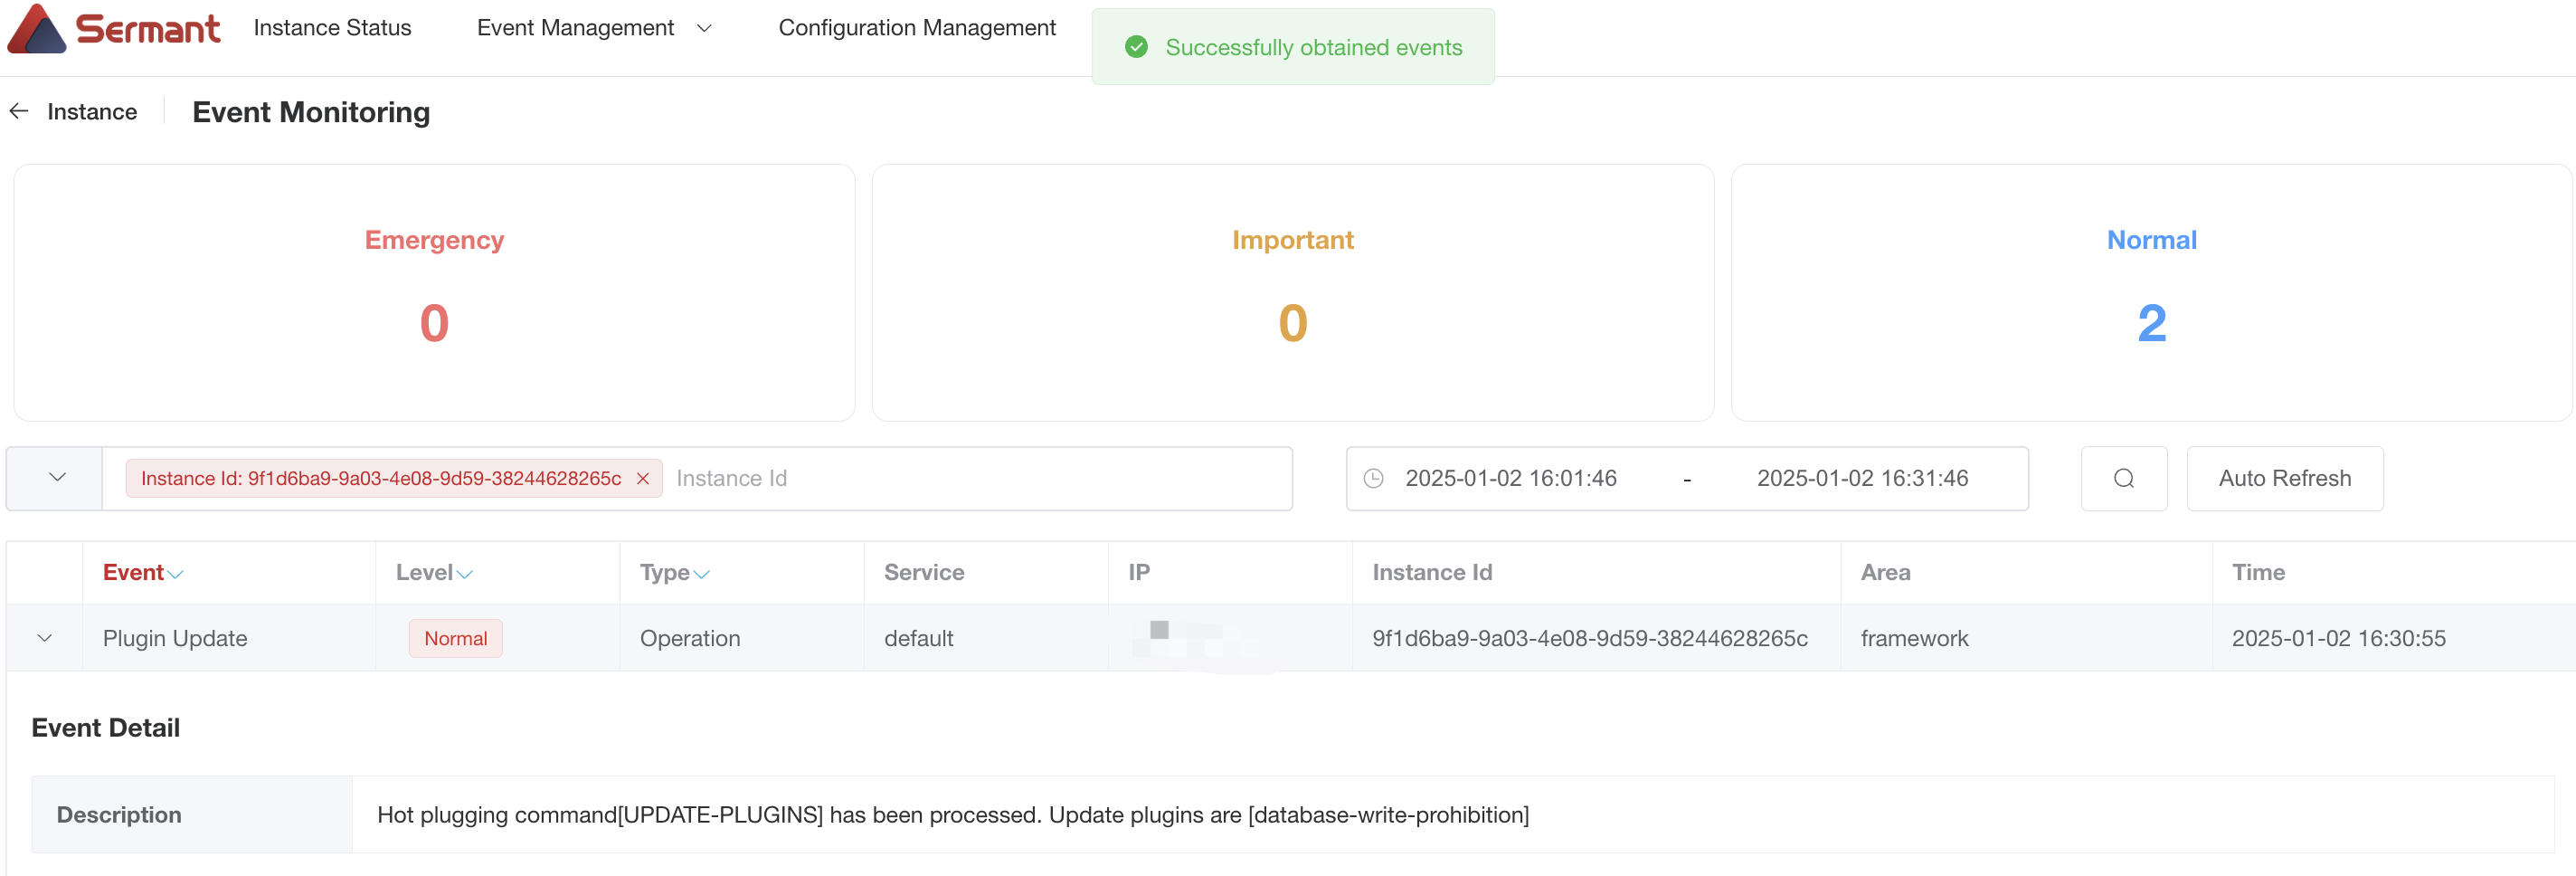 Sermant Instance Status Event Management Configuration Management
Successfully obtained events
Instance Event Monitoring
Emergency Important Normal
0 0 2
Instance Id: 9f1d6ba9-9a03-4e08-9d59-38244628265c Instance Id 2025-01-02 16:01:46 - 2025-01-02 16:31:46 Auto Refresh
Event Level Type Service IP Instance Id Area Time
Plugin Update Normal Operation default 9f1d6ba9-9a03-4e08-9d59-38244628265c framework 2025-01-02 16:30:55
Event Detail
Description Hot plugging command[UPDATE-PLUGINS] has been processed. Update plugins are [database-write-prohibition]